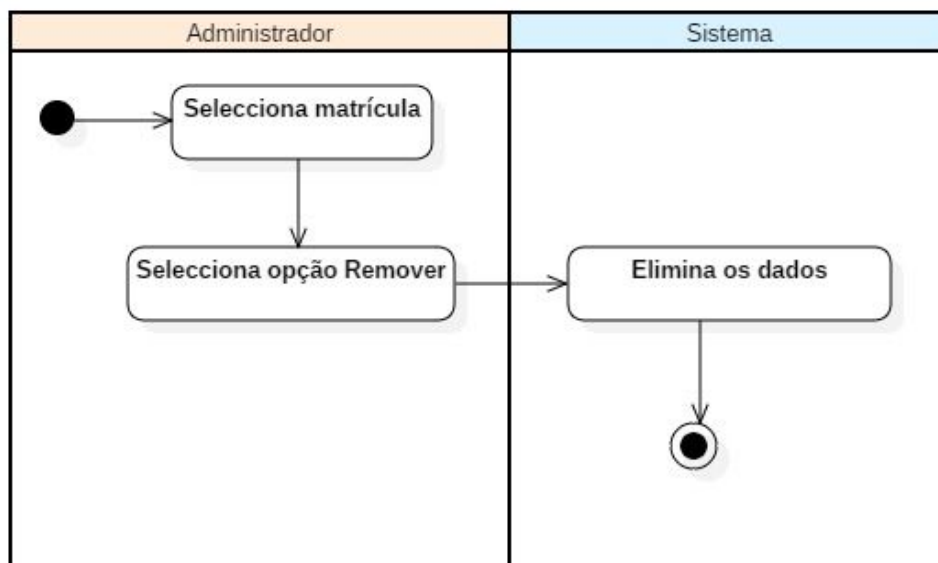 Administrador
Sistema
Selecciona matrícula
Selecciona opção Remover
Elimina os dados